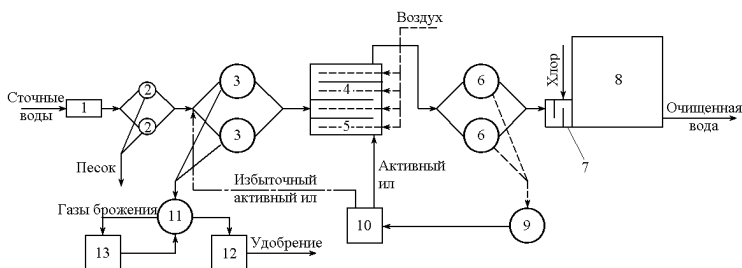 Воздух
Сточные
воды
1
2
2
3
3
4
5
6
6
Хлор
7
8
Очищенная
вода
Песок
Избыточный
активный ил
Активный
ил
Газы брожения
11
10
9
13
12
Удобрение